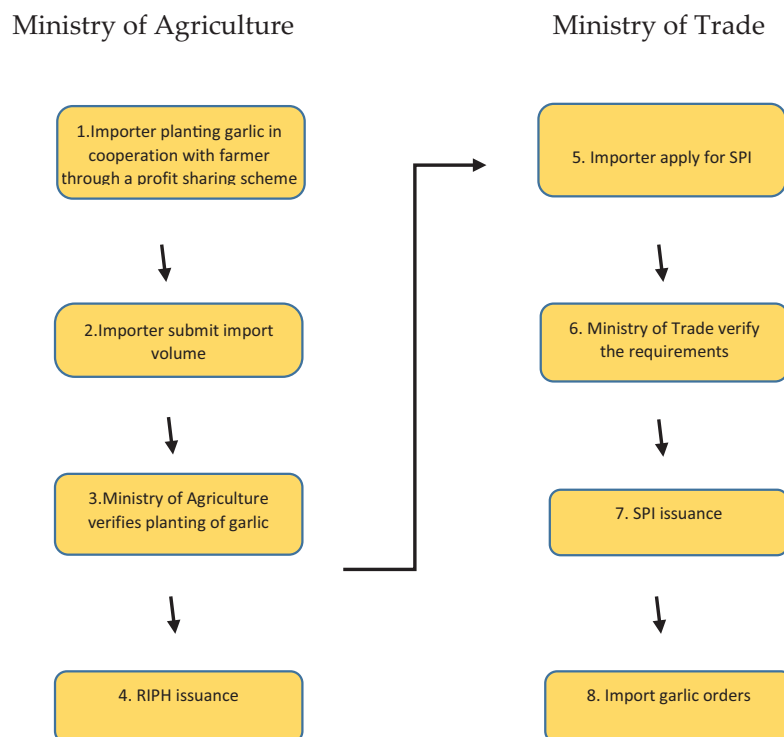 Ministry of Agriculture
1.Importer planting garlic in
cooperation with farmer
through a profit sharing scheme
2.Importer submit import
volume
3.Ministry of Agriculture
verifies planting of garlic
4. RIPH issuance
Ministry of Trade
5. Importer apply for SPI
6. Ministry of Trade verify
the requirements
7. SPI issuance
8. Import garlic orders